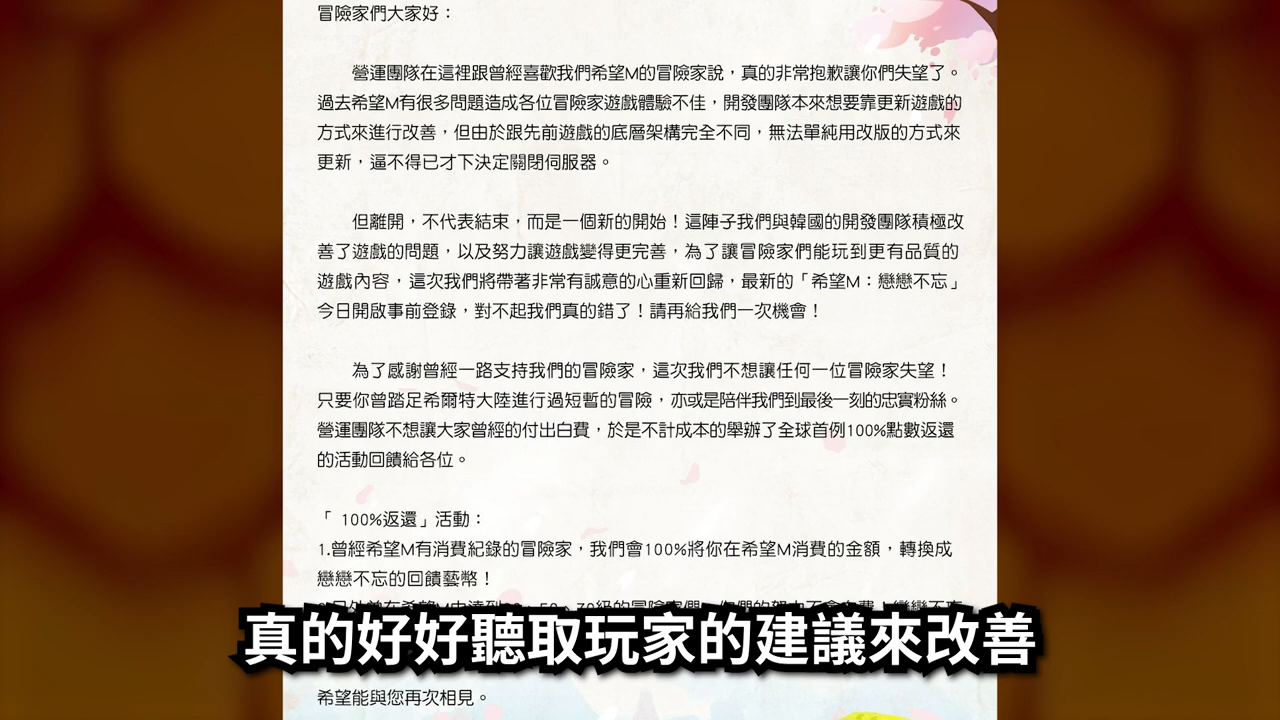 冒險家們大家好：
營運團隊在這裡跟曾經喜歡我們希望M的冒險家說，真的非常抱歉讓你們失望了。
過去希望M有很多問題造成各位冒險家遊戲體驗不佳，開發團隊本來想要靠更新遊戲的
方式來進行改善，但由於跟先前遊戲的底層架構完全不同，無法單純用改版的方式來
更新，逼不得已才下決定關閉伺服器。
但離開，不代表結束，而是一個新的開始！這陣子我們與韓國的開發團隊積極改
善了遊戲的問題，以及努力讓遊戲變得更完善，為了讓冒險家們能玩到更有品質的
遊戲內容，這次我們將帶著非常有誠意的心重新回歸，最新的「希望M：戀戀不忘」
今日開啟事前登錄，對不起我們真的錯了！請再給我們一次機會！
為了感謝曾經一路支持我們的冒險家，這次我們不想讓任何一位冒險家失望！
只要你曾踏足希爾特大陸進行過短暫的冒險，亦或是陪伴我們到最後一刻的忠實粉絲。
營運團隊不想讓大家曾經的付出白費，於是不計成本的舉辦了全球首例100%點數返還
的活動回饋給各位。
「 100%返還」活動：
1.曾經希望M有消費紀錄的冒險家，我們會100%將你在希望M消費的金額，轉換成
戀戀不忘的回饋藝幣！
真的好好聽取玩家的建議來改善
希望能與您再次相見。